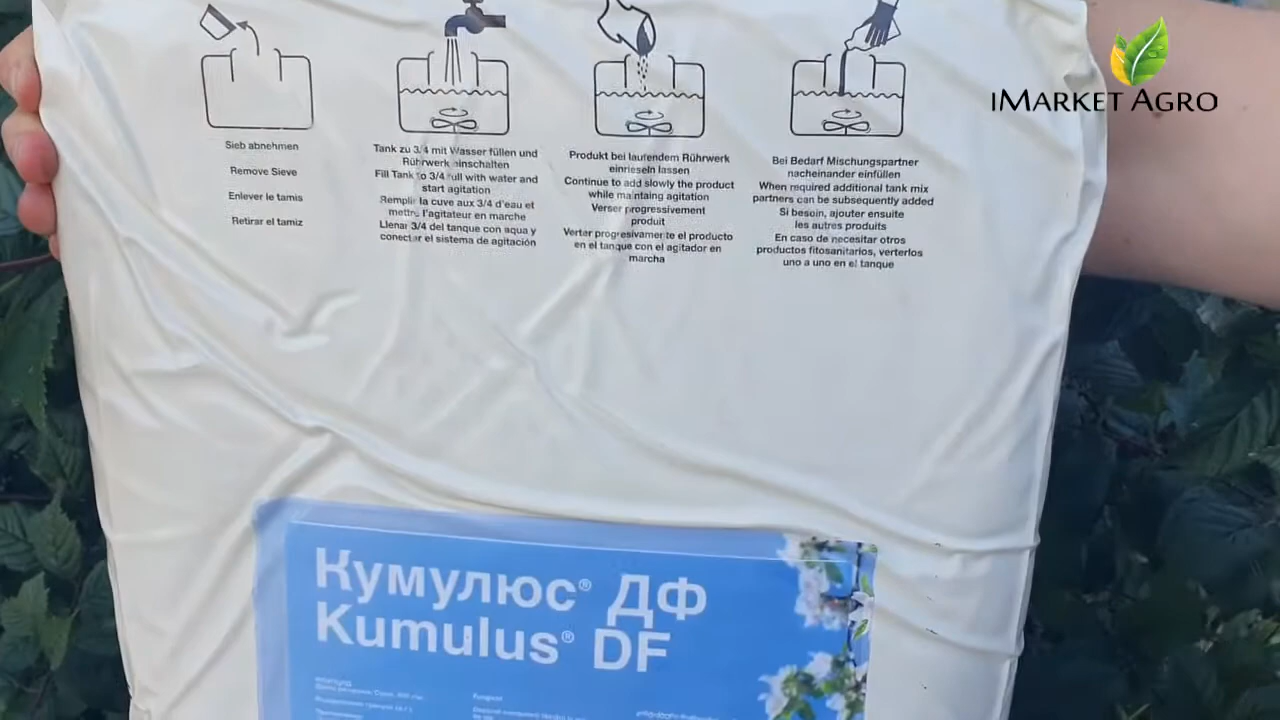 iMarket Agro
Sieb abnehmen
Remove Sieve
Enlever le tamis
Retirar el tamiz
Tank zu 3/4 mit Wasser füllen und
Rührwerk einschalten
Fill Tank to 3/4 full with water and
start agitation
Remplir la cuve aux 3/4 d'eau et
mettre l'agitateur en marche
Llenar 3/4 del tanque con aqua y
conectar el sistema de agitación
Produkt bei laufendem Rührwerk
einrieseln lassen
Continue to add slowly the product
while maintaing agitation
Verser progressivement
produit
Verter progresivamente el producto
en el tanque con el agitador en
marcha
Bei Bedarf Mischungspartner
nacheinander einfüllen
When required additional tank mix
partners can be subsequently added
Si besoin, ajouter ensuite
les autres produits
En caso de necesitar otros
productos fitosanitarios, verterlos
uno a uno en el tanque
Кумулюс® ДФ
Kumulus® DF